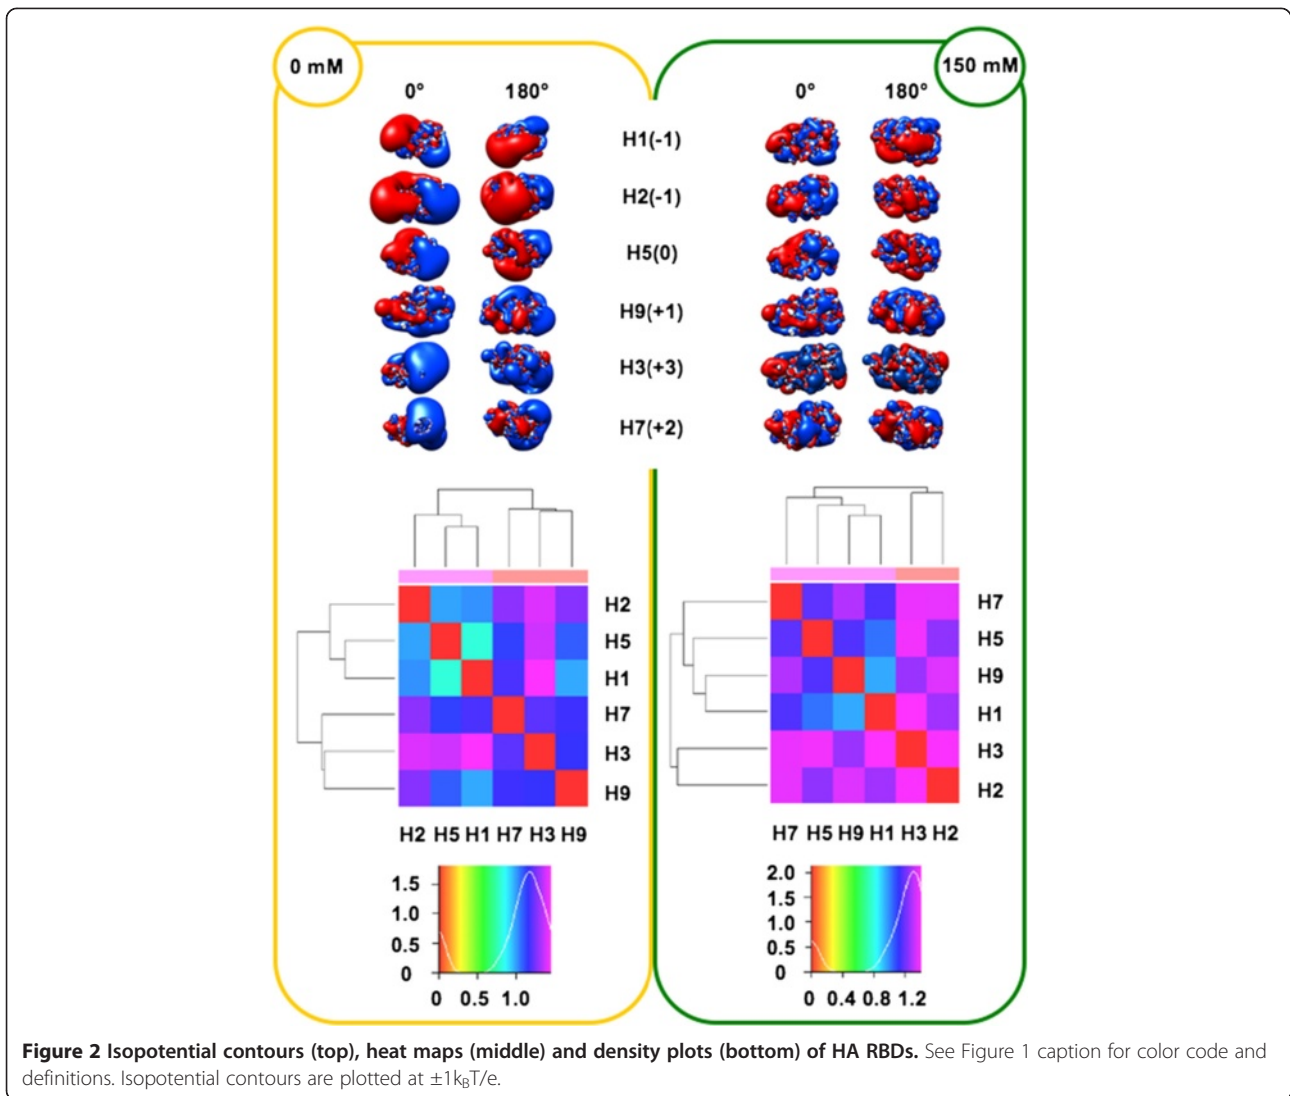 0 mM
150 mM
0° 180° 0° 180°
H1(-1)
H2(-1)
H5(0)
H9(+1)
H3(+3)
H7(+2)
H2
H5
H1
H7
H3
H9
H2 H5 H1 H7 H3 H9
1.5
1.0
0.5
0
0 0.5 1.0
H7
H5
H9
H1
H3
H2
H7 H5 H9 H1 H3 H2
2.0
1.5
1.0
0.5
0
0 0.4 0.8 1.2
Figure 2 Isopotential contours (top), heat maps (middle) and density plots (bottom) of HA RBDs. See Figure 1 caption for color code and
definitions. Isopotential contours are plotted at ±1kBT/e.